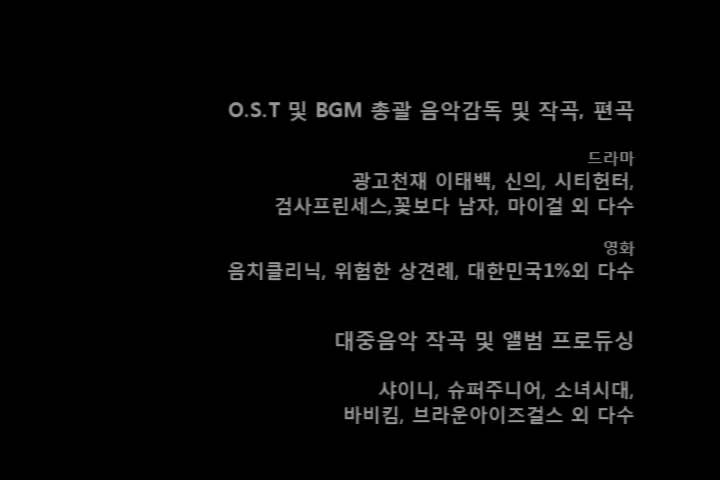 O.S.T 및 BGM 총괄 음악감독 및 작곡, 편곡
드라마
광고천재 이태백, 신의, 시티헌터,
검사프린세스,꽃보다 남자, 마이걸 외 다수
영화
음치클리닉, 위험한 상견례, 대한민국1%외 다수
대중음악 작곡 및 앨범 프로듀싱
샤이니, 슈퍼주니어, 소녀시대,
바비킴, 브라운아이즈걸스 외 다수